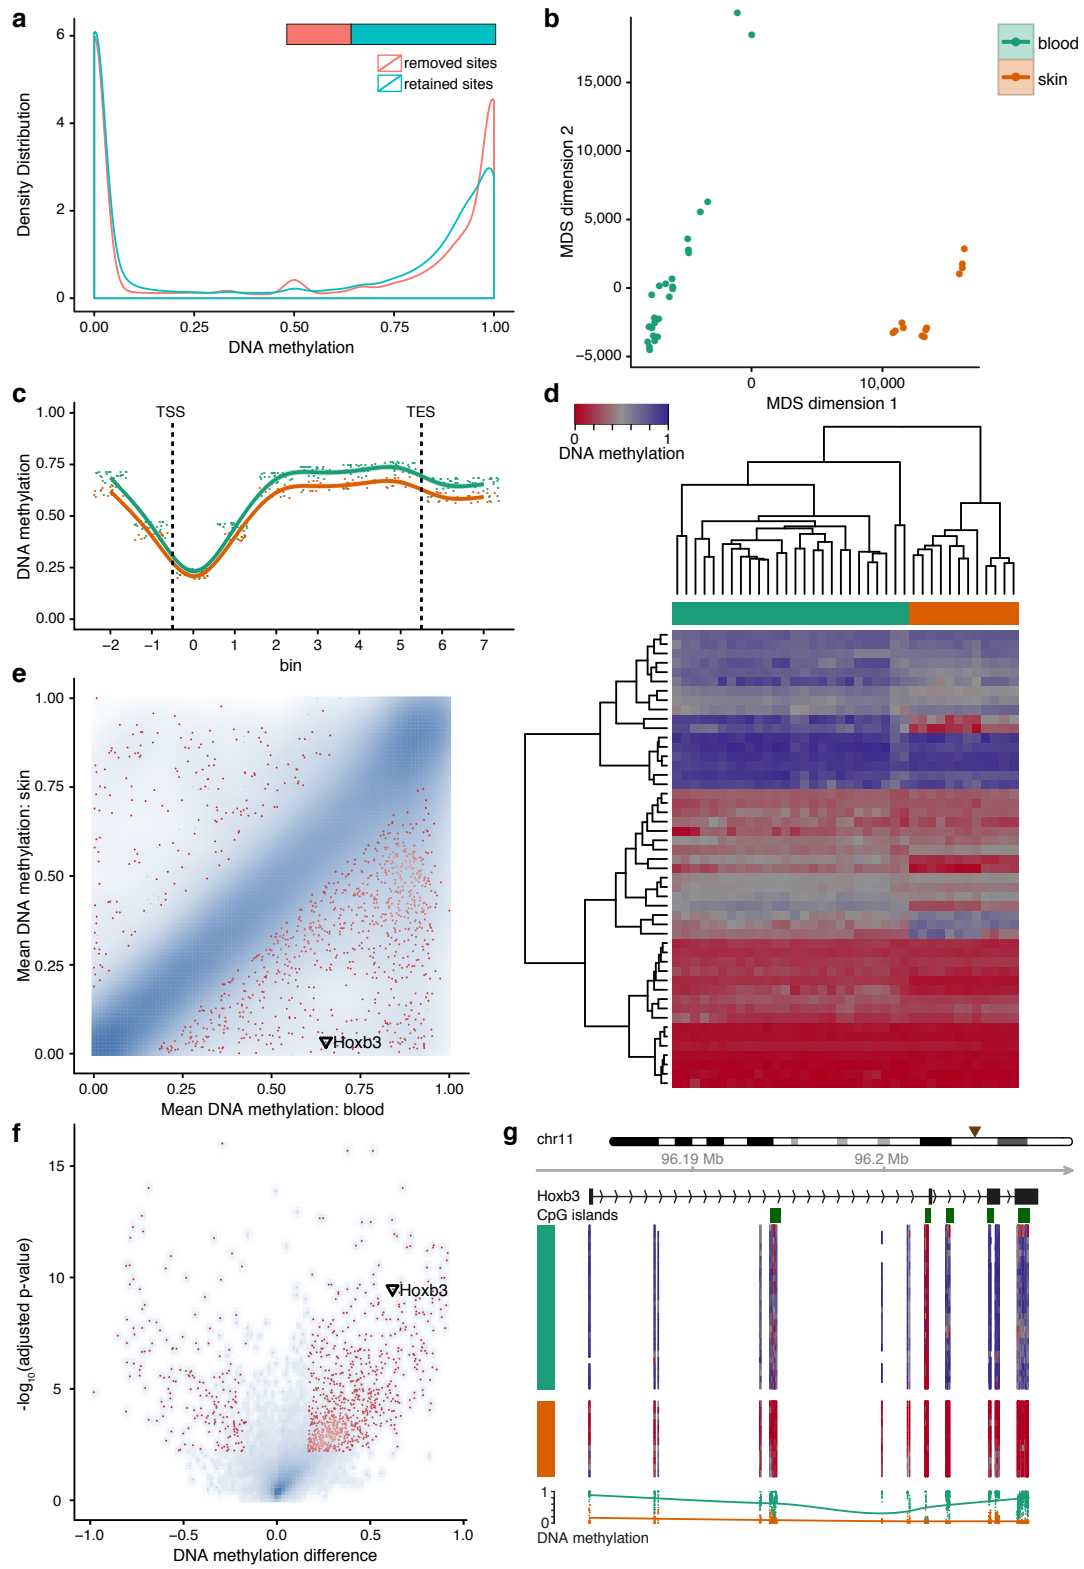 a
6
4
2
0
Density Distribution
removed sites
retained sites
0.00 0.25 0.50 0.75 1.00
DNA methylation
b
15,000
10,000
5,000
0
−5,000
MDS dimension 2
blood
skin
0 10,000
MDS dimension 1
c
TSS TES
1.00
0.75
0.50
0.25
0.00
DNA methylation
−2 −1 0 1 2 3 4 5 6 7
bin
d
0 1
DNA methylation
e
1.00
0.75
0.50
0.25
0.00
Mean DNA methylation: skin
Hoxb3
0.00 0.25 0.50 0.75 1.00
Mean DNA methylation: blood
f
15
10
5
0
-log10(adjusted p-value)
Hoxb3
−1.0 −0.5 0.0 0.5 1.0
DNA methylation difference
g
chr11
96.19 Mb 96.2 Mb
Hoxb3
CpG islands
1
0
DNA methylation